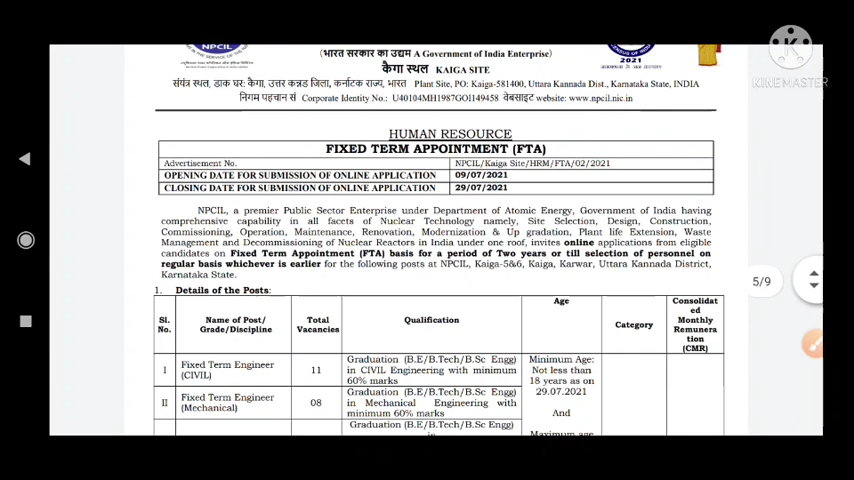 NPCIL
2021
(भारत सरकार का उद्यम A Government of India Enterprise)
कैगा स्थल KAIGA SITE
संयंत्र स्थल, डाक घर: कैगा, उत्तर कन्नड जिला, कर्नाटक राज्य, भारत Plant Site, PO: Kaiga-581400, Uttara Kannada Dist., Karnataka State, INDIA
निगम पहचान सं Corporate Identity No.: U40104MH1987GOI149458 वेबसाइट website: www.npcil.nic.in
KINEMASTER
HUMAN RESOURCE
FIXED TERM APPOINTMENT (FTA)
Advertisement No. NPCIL/Kaiga Site/HRM/FTA/02/2021
OPENING DATE FOR SUBMISSION OF ONLINE APPLICATION 09/07/2021
CLOSING DATE FOR SUBMISSION OF ONLINE APPLICATION 29/07/2021
NPCIL, a premier Public Sector Enterprise under Department of Atomic Energy, Government of India having
comprehensive capability in all facets of Nuclear Technology namely, Site Selection, Design, Construction,
Commissioning, Operation, Maintenance, Renovation, Modernization & Up gradation, Plant life Extension, Waste
Management and Decommissioning of Nuclear Reactors in India under one roof, invites online applications from eligible
candidates on Fixed Term Appointment (FTA) basis for a period of Two years or till selection of personnel on
regular basis whichever is earlier for the following posts at NPCIL, Kaiga-5&6, Kaiga, Karwar, Uttara Kannada District,
Karnataka State.
5/9
1. Details of the Posts:
Sl. No.
Name of Post/ Grade/Discipline
Total Vacancies
Qualification
Age
Category
Consolidat
ed
Monthly
Remunera
tion
(CMR)
I
Fixed Term Engineer
(CIVIL)
11
Graduation (B.E/B.Tech/B.Sc Engg)
in CIVIL Engineering with minimum
60% marks
Minimum Age:
Not less than
18 years as on
29.07.2021
And
Maximum age
II
Fixed Term Engineer
(Mechanical)
08
Graduation (B.E/B.Tech/B.Sc Engg)
in Mechanical Engineering with
minimum 60% marks
Graduation (B.E/B.Tech/B.Sc Engg)
in